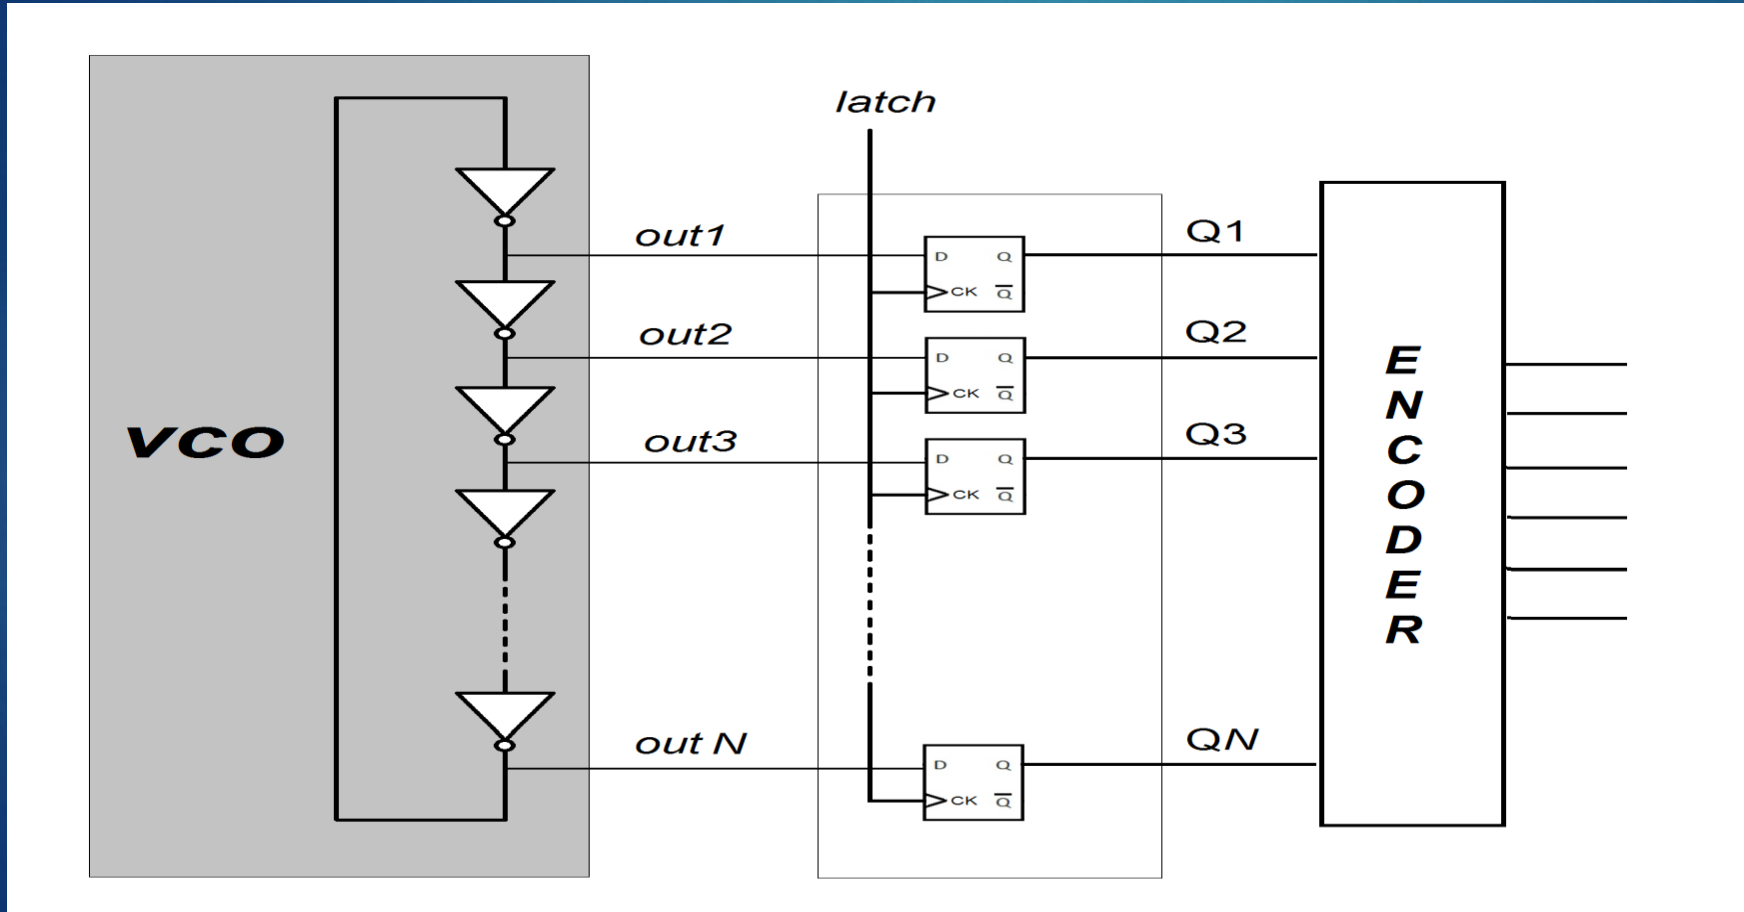 latch
out1
D Q
CK Q
Q1
out2
D Q
CK Q
Q2
out3
D Q
CK Q
Q3
VCO
out N
D Q
CK Q
QN
E
N
C
O
D
E
R